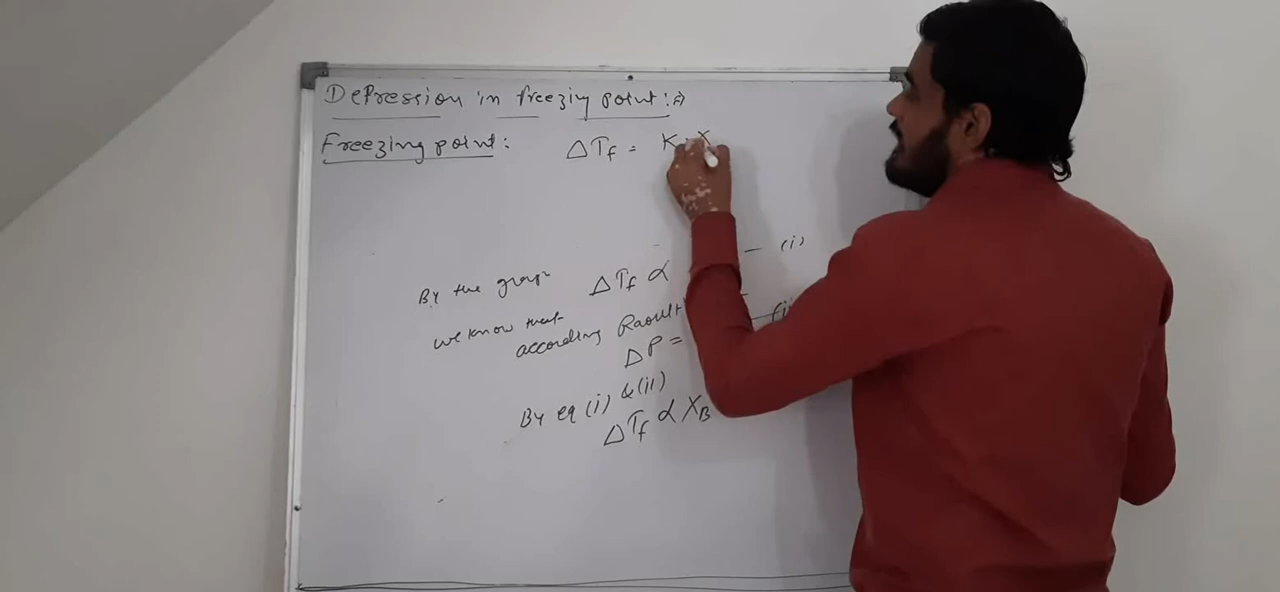 Depression in freezing point :⇒
Freezing point : ΔTf = K. X
By the graph ΔTf ∝ — (i)
we know that
according Raoult — (ii
ΔP =
By eq (i) & (ii)
ΔTf ∝ XB